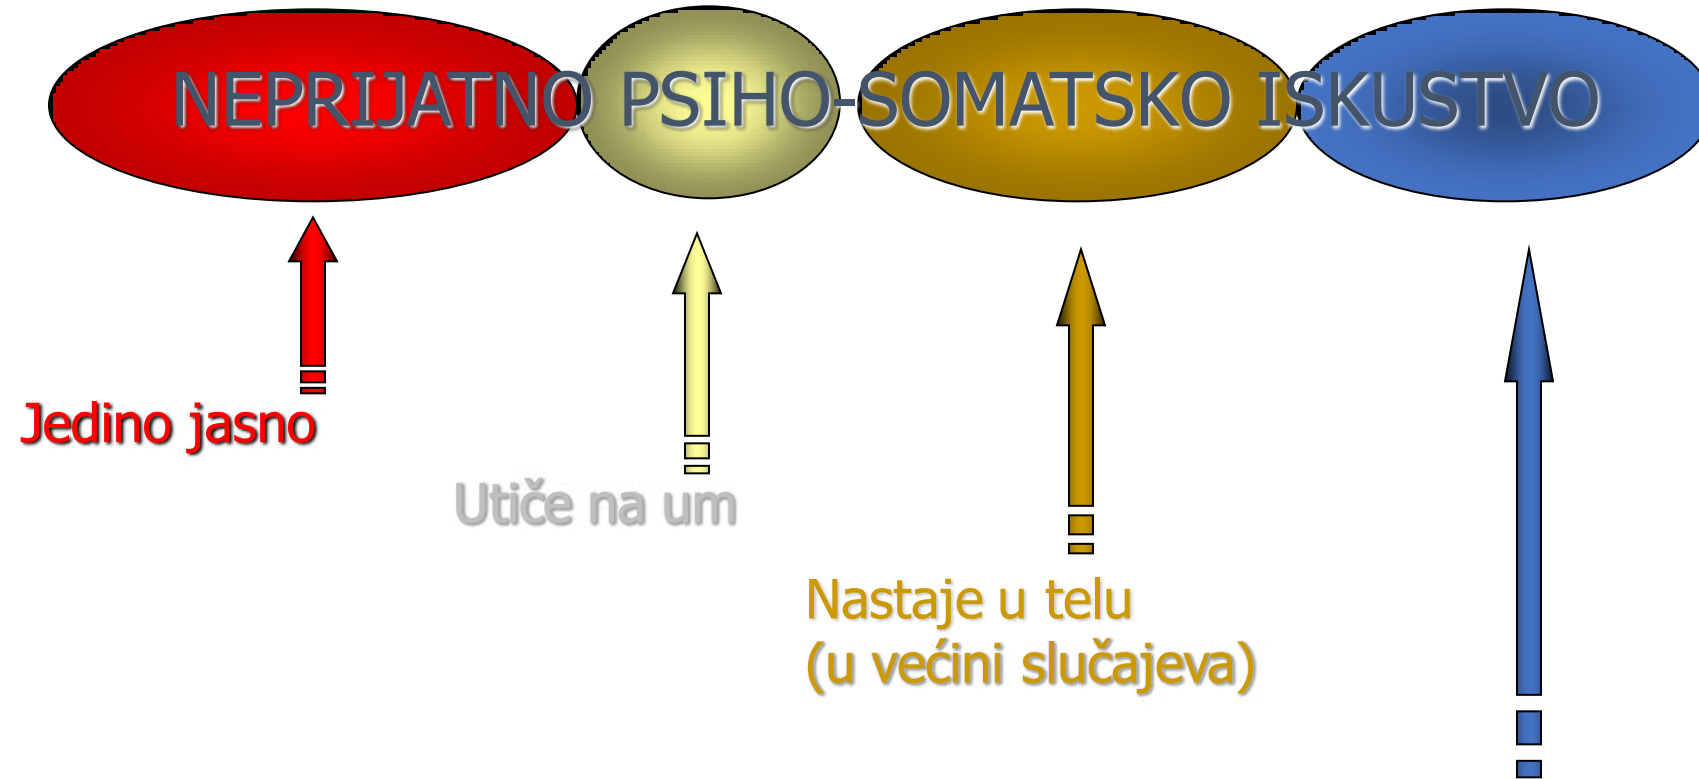 NEPRIJATNO PSIHO-SOMATSKO ISKUSTVO
Jedino jasno
Utiče na um
Nastaje u telu
(u većini slučajeva)